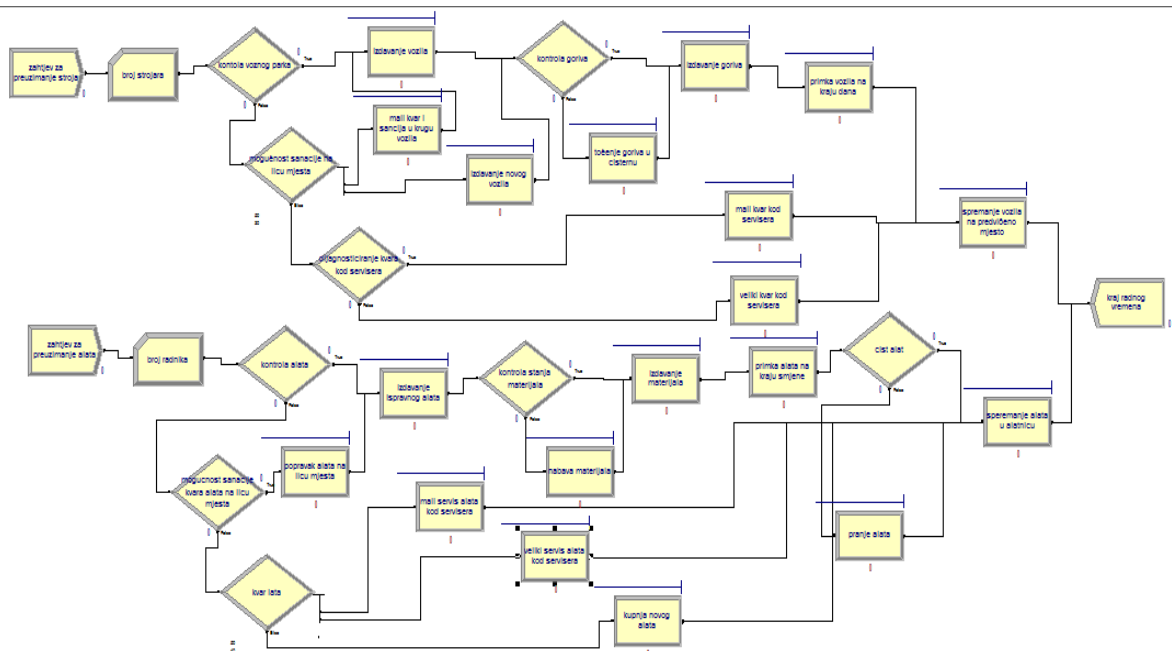 zahtjev za
preuzimanje stroja
broj strojara
kontola voznog parka
True
False
izdavanje vozila
mali kvar i
sancija u krugu
vozila
mogućnost sanacije na
licu mjesta
Else
izdavanje novog
vozila
kontrola goriva
True
False
točenje goriva u
cisternu
izdavanje goriva
primka vozila na
kraju dana
dijagnosticiranje kvara
kod servisera
True
False
mali kvar kod
servisera
veliki kvar kod
servisera
spremanje vozila
na predviđeno
mjesto
kraj radnog
vremena
zahtjev za
preuzimanje alata
broj radnika
kontrola alata
True
False
izdavanje
ispravnog alata
kontrola stanja
materijala
True
False
nabava materijala
izdavanje
materijala
primka alata na
kraju smjene
cist alat
True
False
speremanje alata
u alatnicu
pranje alata
mogucnost sanacije
kvara alata na licu
mjesta
True
False
popravak alata na
licu mjesta
mali servis alata
kod servisera
veliki servis alata
kod servisera
kvar lata
Else
kupnja novog
alata